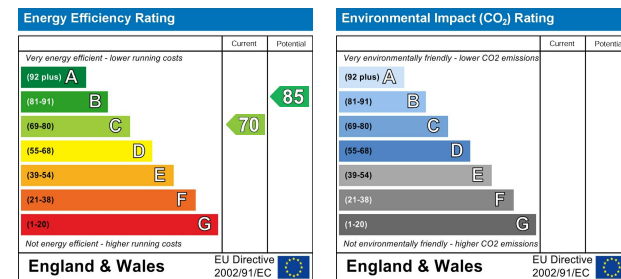 Energy Efficiency Rating
Current Potential
Very energy efficient - lower running costs
(92 plus) A
(81-91) B
85
(69-80) C
70
(55-68) D
(39-54) E
(21-38) F
(1-20) G
Not energy efficient - higher running costs
England & Wales
EU Directive
2002/91/EC
Environmental Impact (CO₂) Rating
Current Potential
Very environmentally friendly - lower CO2 emissions
(92 plus) A
(81-91) B
(69-80) C
(55-68) D
(39-54) E
(21-38) F
(1-20) G
Not environmentally friendly - higher CO2 emissions
England & Wales
EU Directive
2002/91/EC